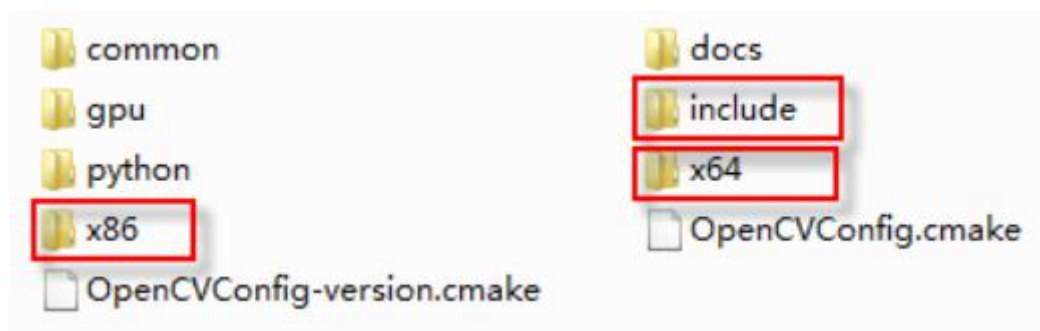 common
docs
gpu
include
python
x64
x86
OpenCVConfig.cmake
OpenCVConfig-version.cmake